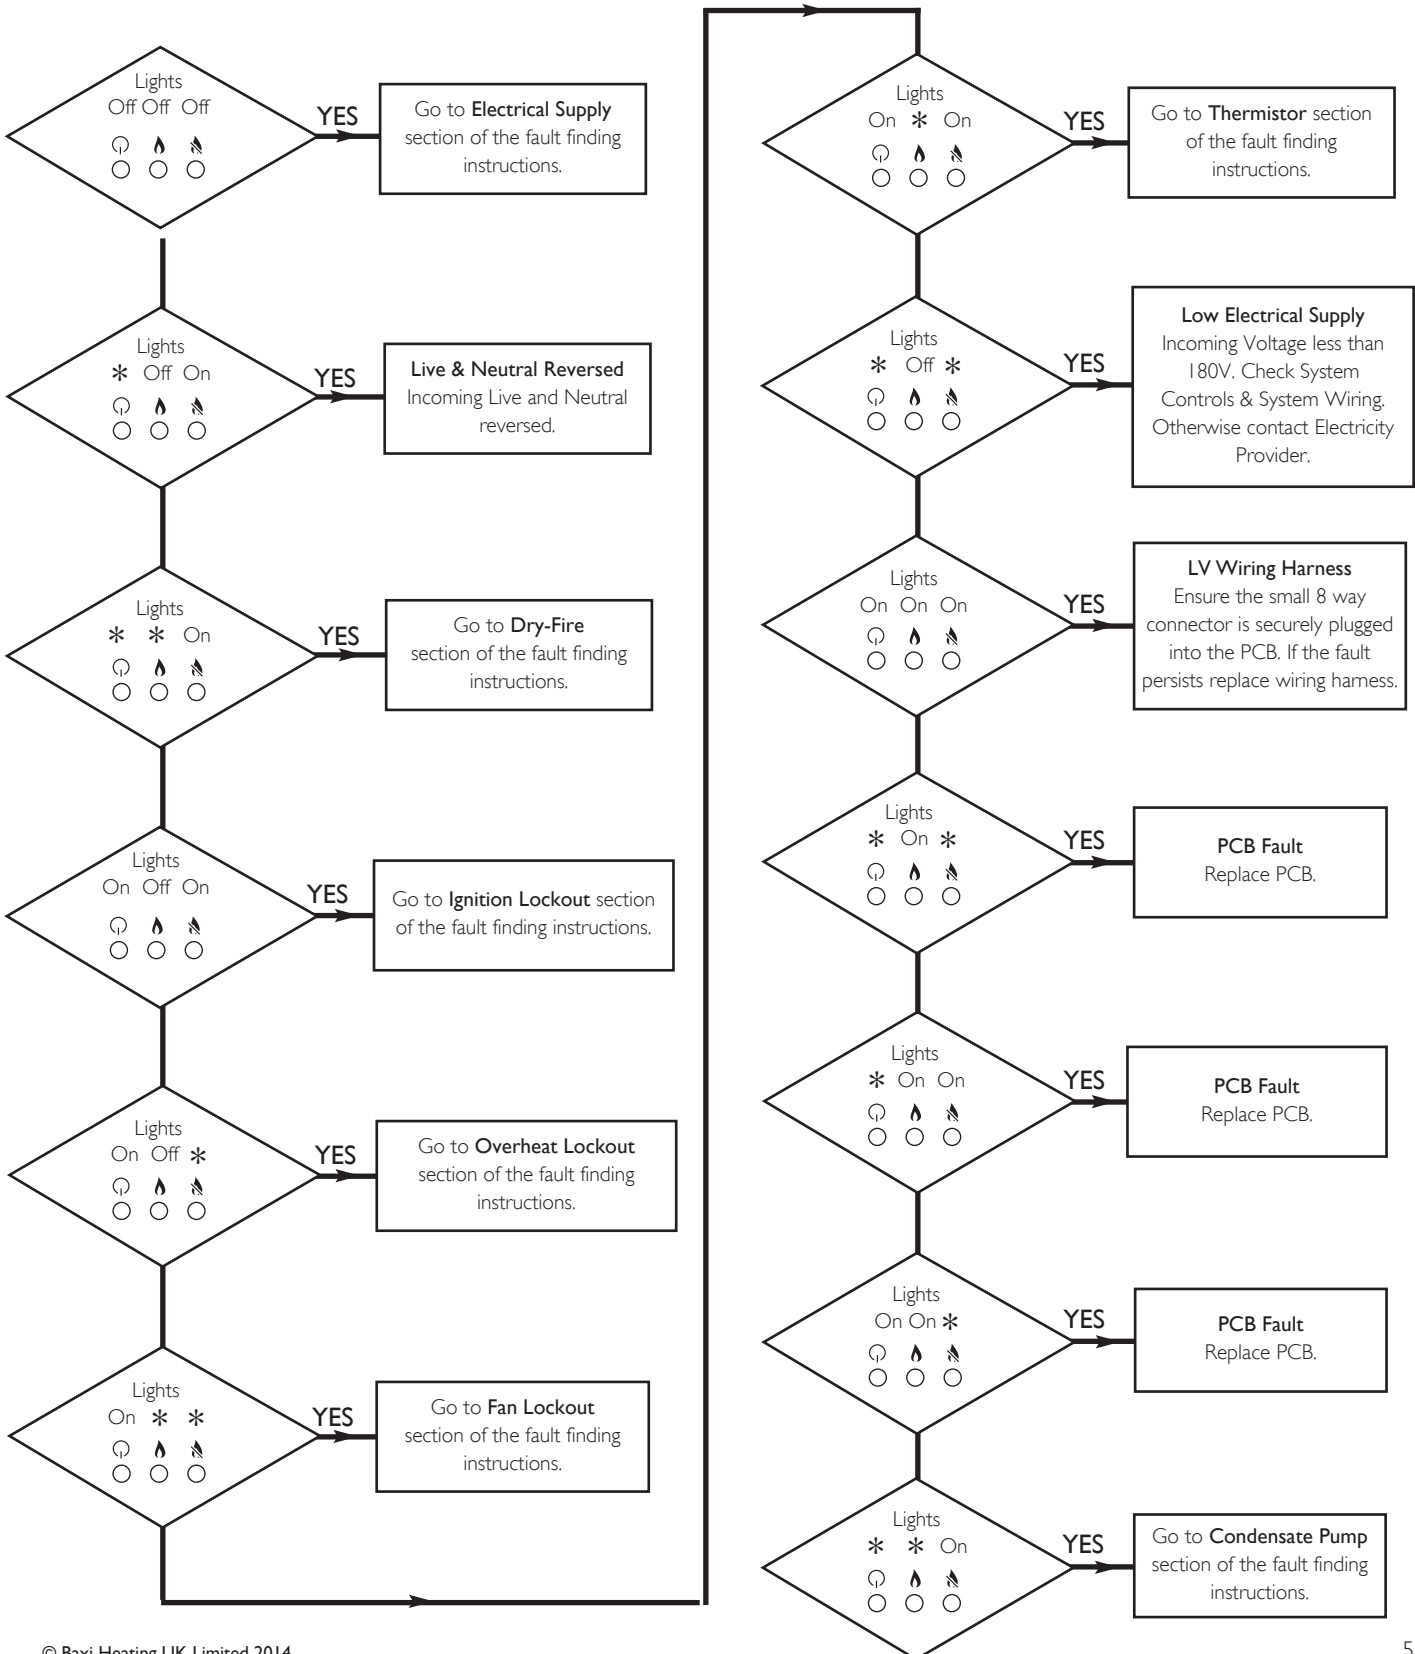 Lights
Off Off Off
YES
Go to Electrical Supply
section of the fault finding
instructions.
Lights
* Off On
YES
Live & Neutral Reversed
Incoming Live and Neutral
reversed.
Lights
* * On
YES
Go to Dry-Fire
section of the fault finding
instructions.
Lights
On Off On
YES
Go to Ignition Lockout section
of the fault finding instructions.
Lights
On Off *
YES
Go to Overheat Lockout
section of the fault finding
instructions.
Lights
On * *
YES
Go to Fan Lockout
section of the fault finding
instructions.
Lights
On * On
YES
Go to Thermistor section
of the fault finding
instructions.
Lights
* Off *
YES
Low Electrical Supply
Incoming Voltage less than
180V. Check System
Controls & System Wiring.
Otherwise contact Electricity
Provider.
Lights
On On On
YES
LV Wiring Harness
Ensure the small 8 way
connector is securely plugged
into the PCB. If the fault
persists replace wiring harness.
Lights
* On *
YES
PCB Fault
Replace PCB.
Lights
* On On
YES
PCB Fault
Replace PCB.
Lights
On On *
YES
PCB Fault
Replace PCB.
Lights
* * On
YES
Go to Condensate Pump
section of the fault finding
instructions.
© Baxi Heating UK Limited 2014
5